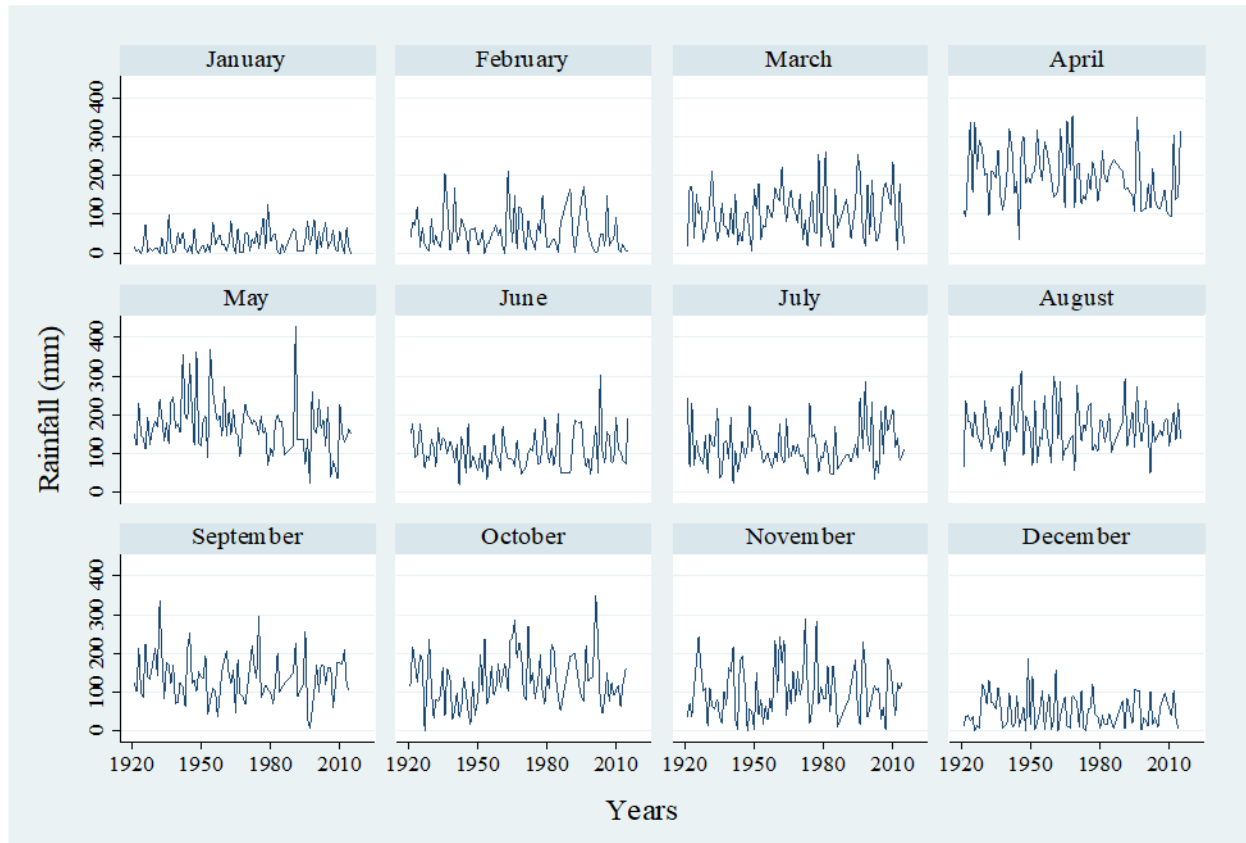 January February March April
400
300
200
100
0
May June July August
400
300
200
100
0
Rainfall (mm)
September October November December
400
300
200
100
0
1920 1950 1980 2010 1920 1950 1980 2010 1920 1950 1980 2010 1920 1950 1980 2010
Years